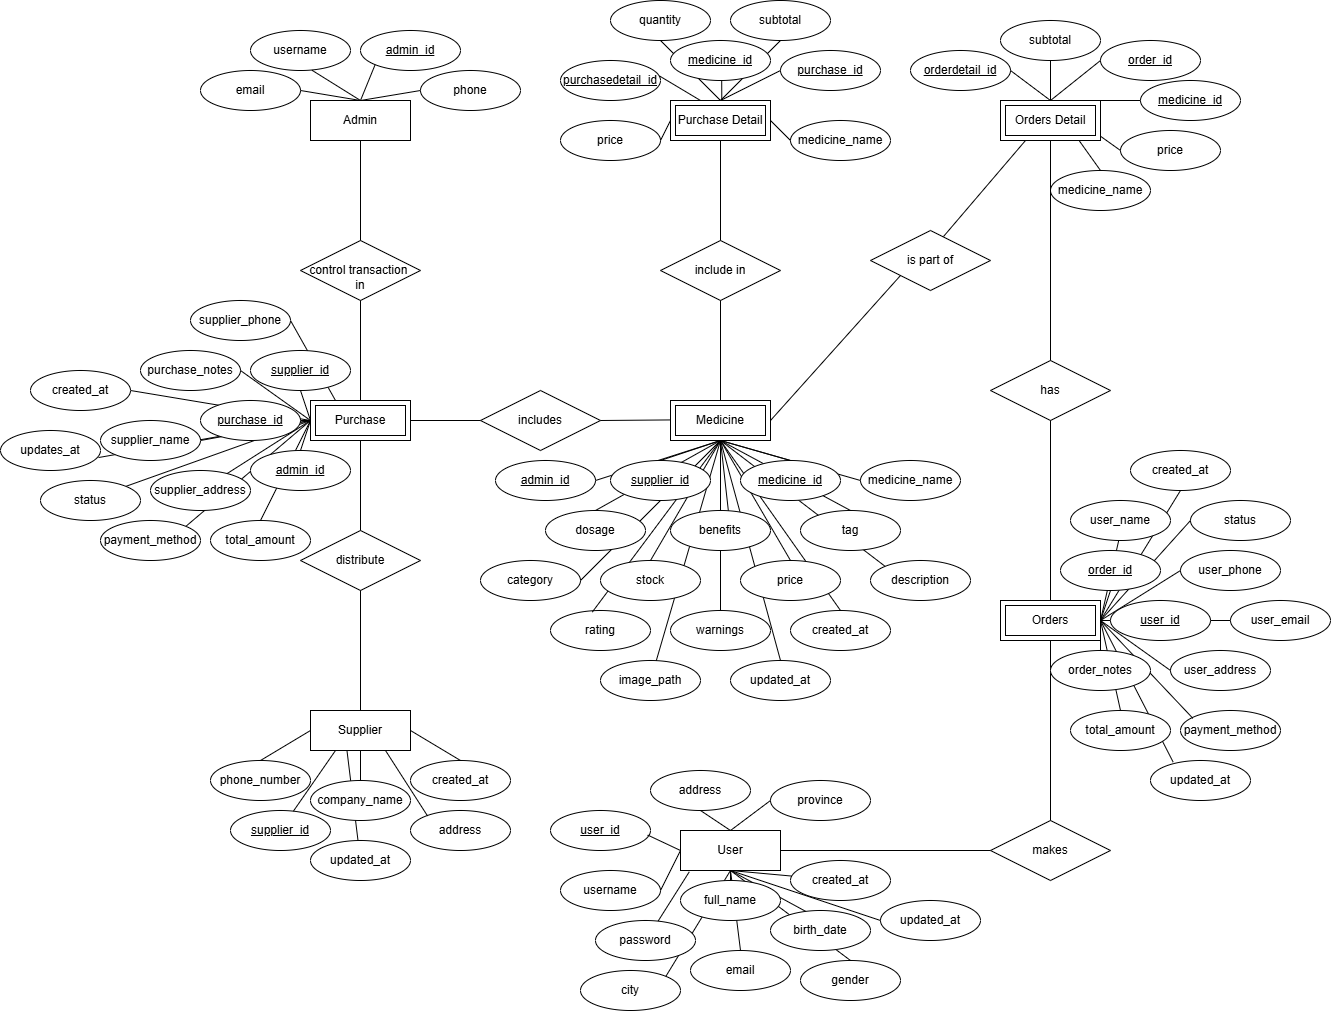 quantity
subtotal
username
admin_id
medicine_id
subtotal
orderdetail_id
order_id
email
phone
purchasedetail_id
purchase_id
medicine_id
Admin
Purchase Detail
Orders Detail
price
medicine_name
price
medicine_name
control transaction
in
include in
is part of
supplier_phone
purchase_notes
supplier_id
created_at
has
purchase_id
Purchase
includes
Medicine
supplier_name
updates_at
admin_id
created_at
admin_id
supplier_id
medicine_id
medicine_name
supplier_address
status
user_name
status
dosage
benefits
tag
payment_method
total_amount
distribute
order_id
user_phone
category
stock
price
description
Orders
user_id
user_email
rating
warnings
created_at
order_notes
user_address
image_path
updated_at
Supplier
total_amount
payment_method
phone_number
created_at
updated_at
company_name
address
province
supplier_id
address
user_id
updated_at
User
makes
username
created_at
full_name
updated_at
password
birth_date
email
gender
city